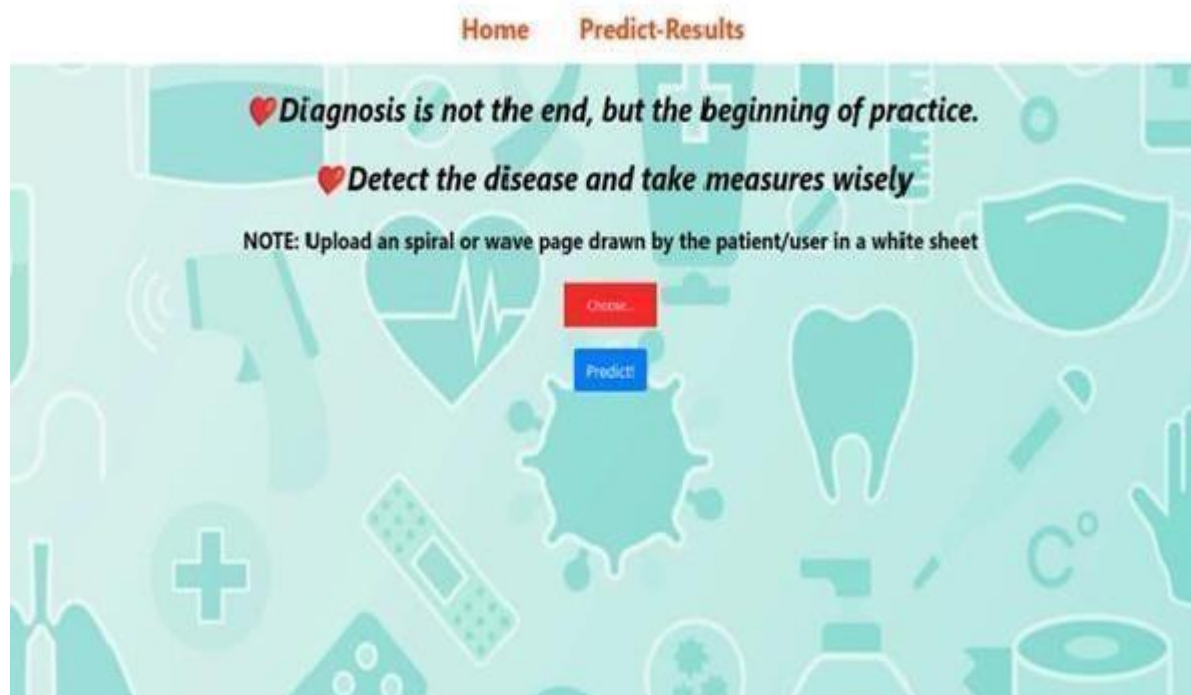 Home Predict-Results
❤Diagnosis is not the end, but the beginning of practice.
❤Detect the disease and take measures wisely
NOTE: Upload an spiral or wave page drawn by the patient/user in a white sheet
Choose...
Predict!
C°